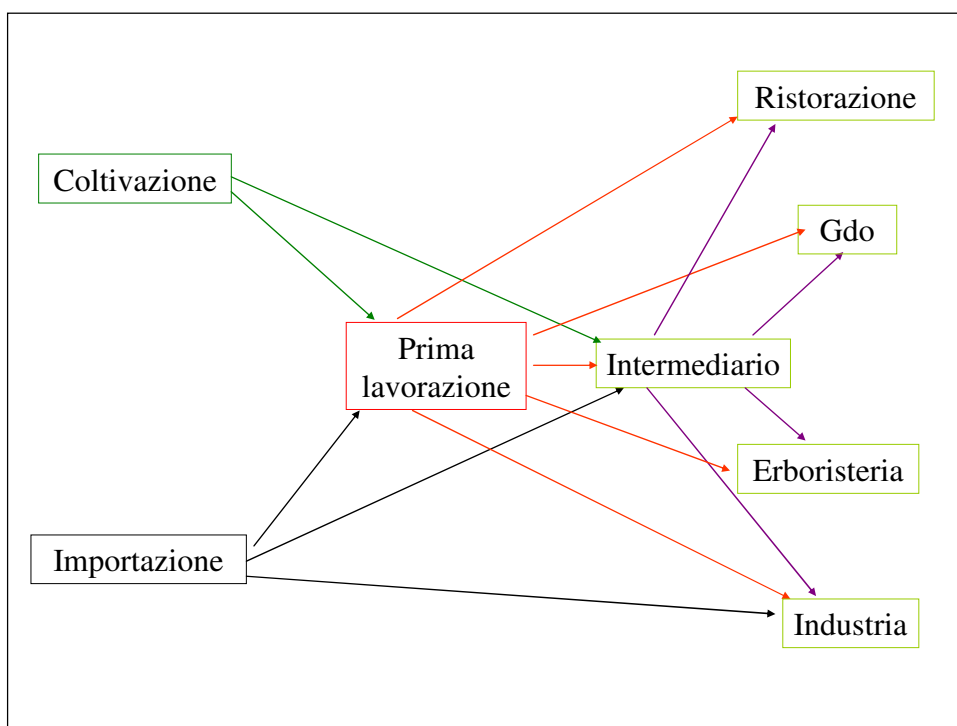 Ristorazione
Coltivazione
Gdo
Prima
lavorazione
Intermediario
Erboristeria
Importazione
Industria